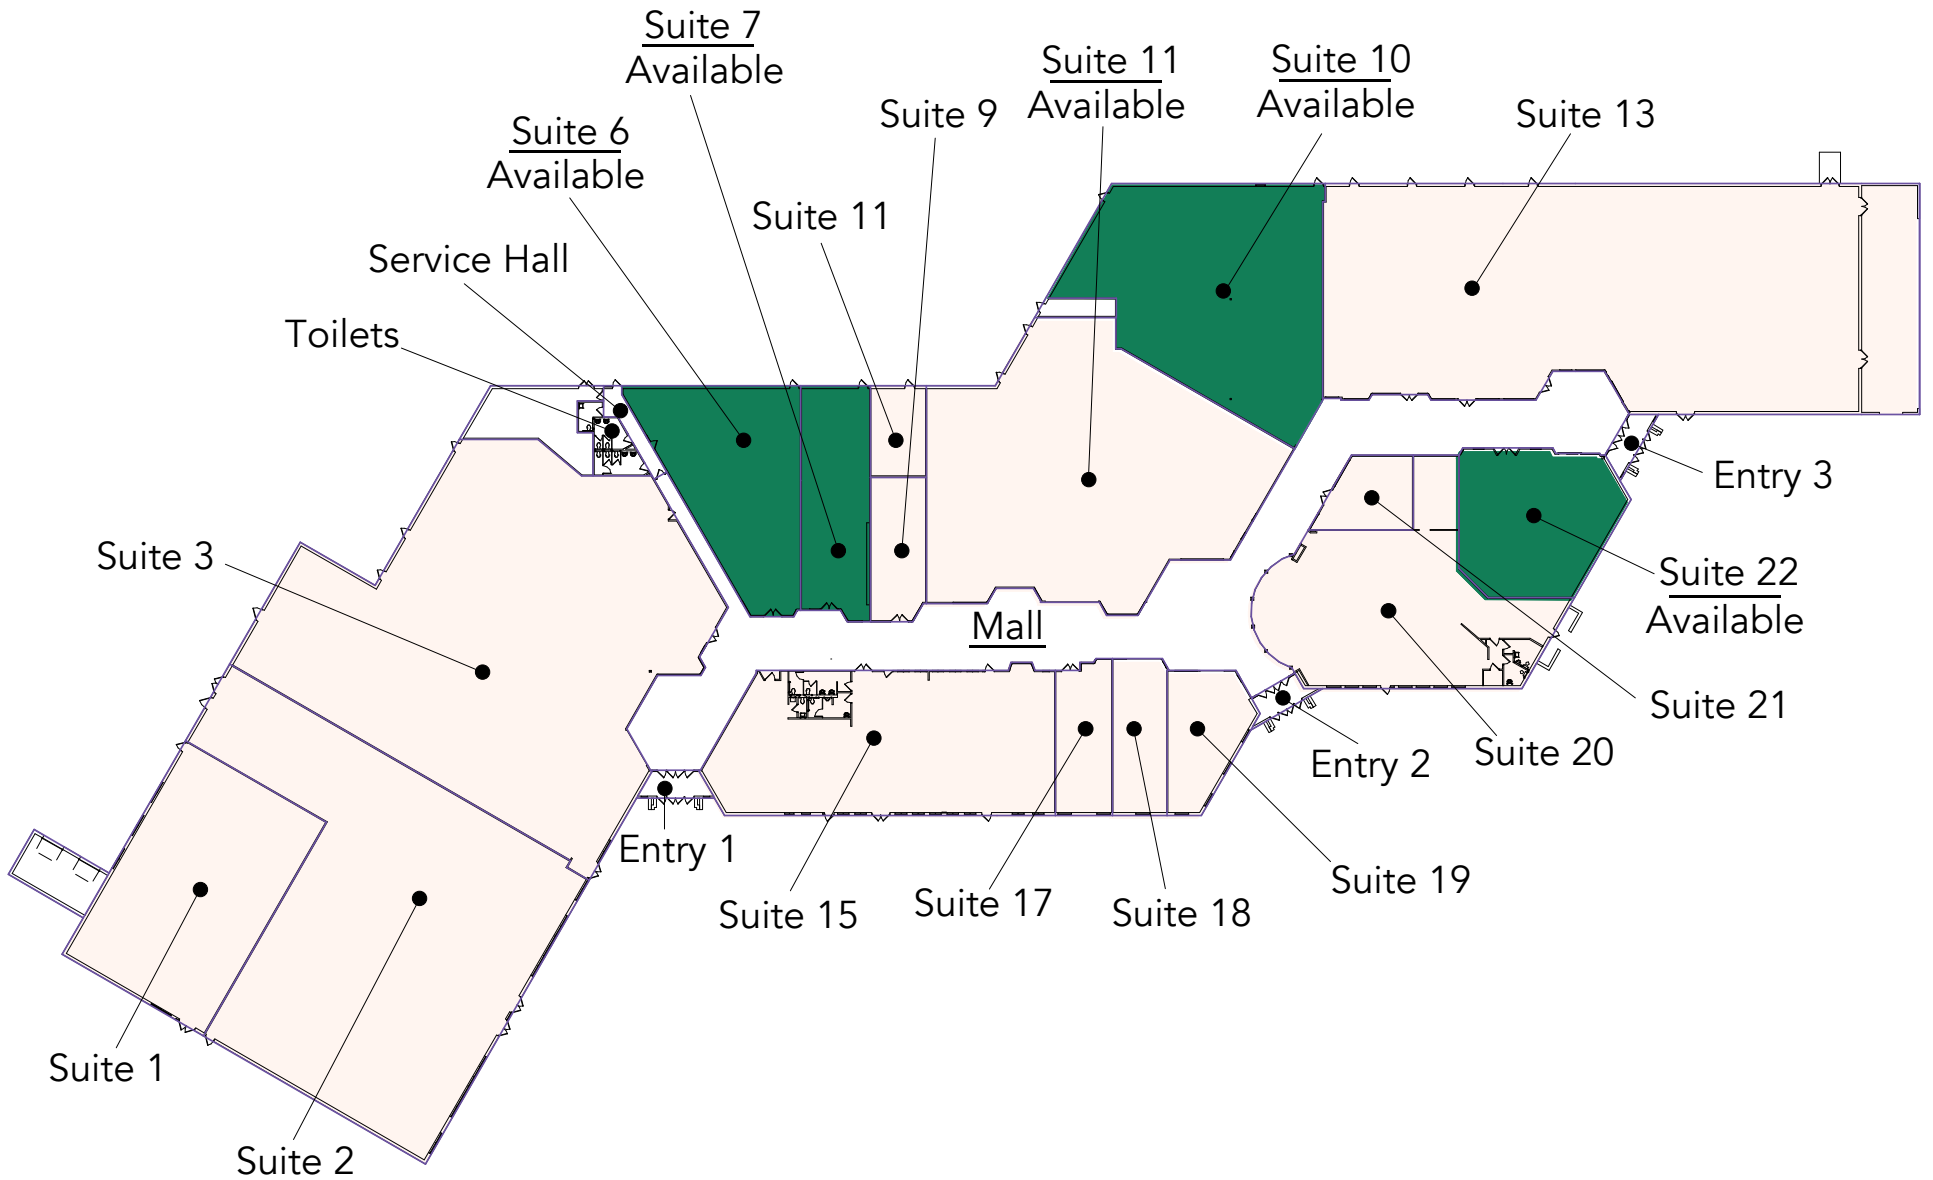 Suite 7
Available
Suite 11
Available
Suite 10
Available
Suite 9
Suite 13
Suite 6
Available
Suite 11
Service Hall
Toilets
Entry 3
Suite 3
Suite 22
Available
Mall
Suite 21
Suite 20
Entry 2
Entry 1
Suite 19
Suite 17
Suite 18
Suite 15
Suite 1
Suite 2